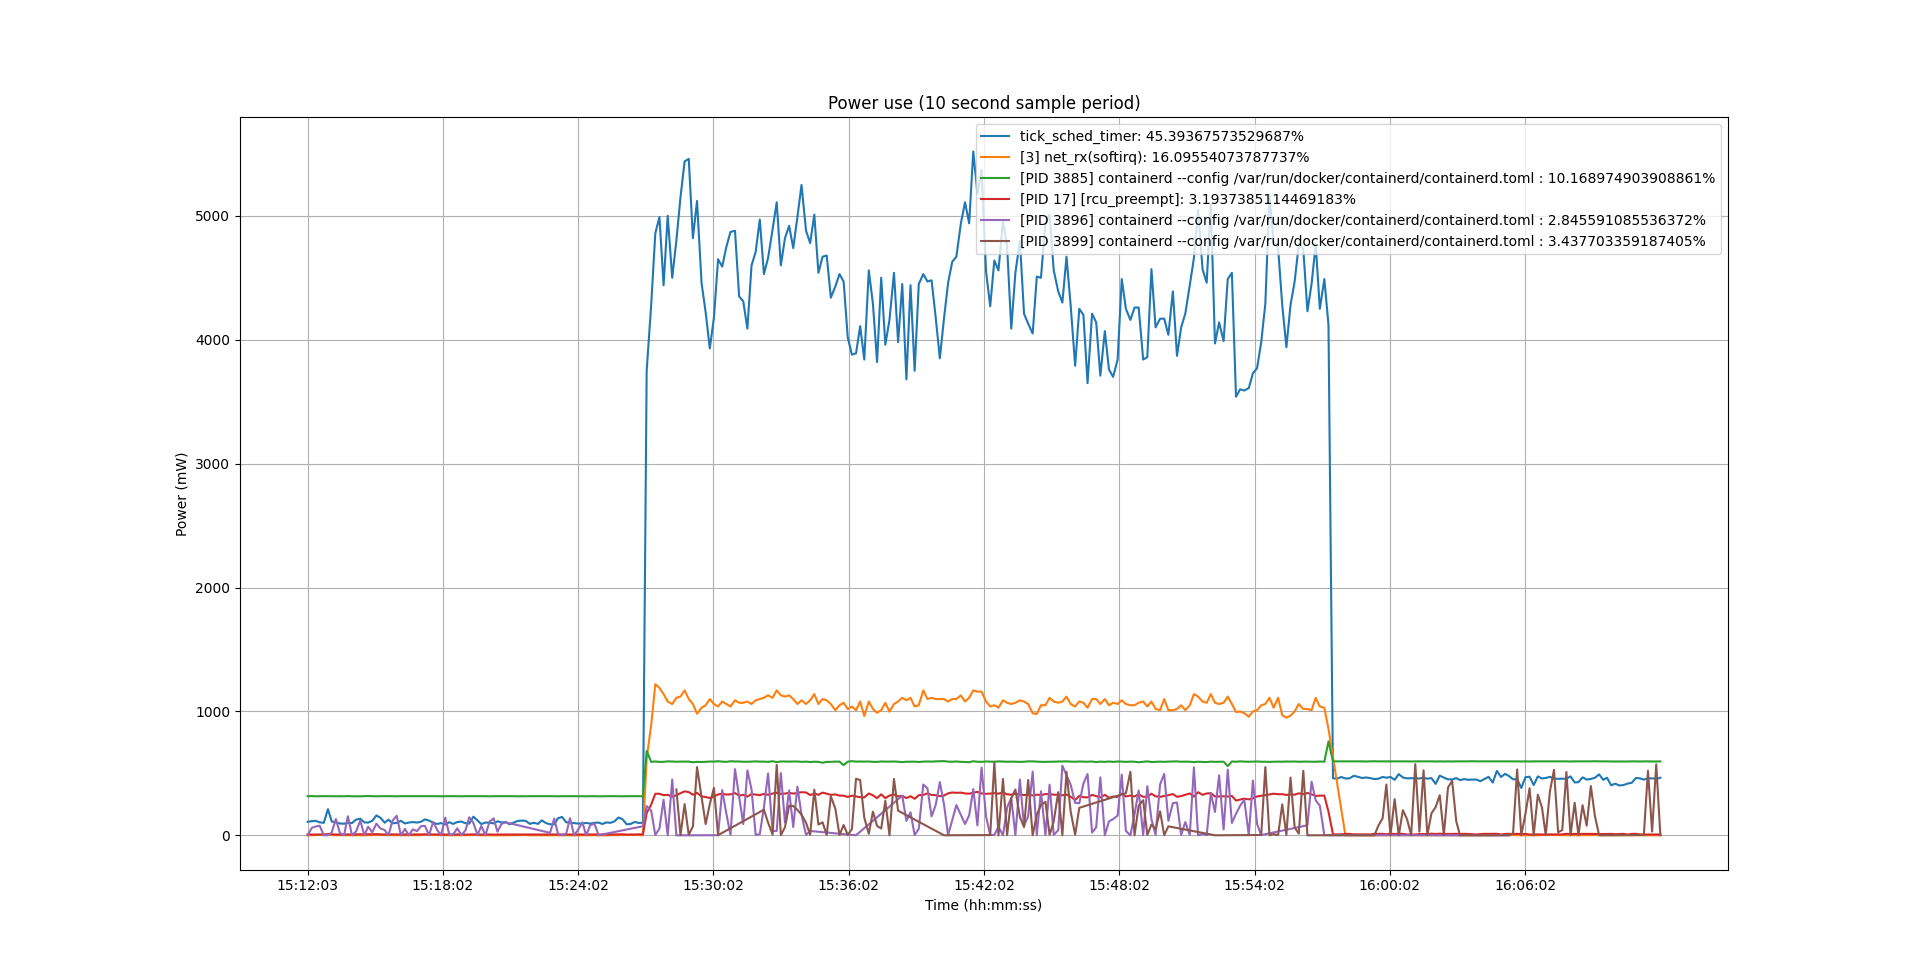 Power use (10 second sample period)
tick_sched_timer: 45.39367573529687%
[3] net_rx(softirq): 16.09554073787737%
[PID 3885] containerd --config /var/run/docker/containerd/containerd.toml : 10.168974903908861%
[PID 17] [rcu_preempt]: 3.1937385114469183%
[PID 3896] containerd --config /var/run/docker/containerd/containerd.toml : 2.845591085536372%
[PID 3899] containerd --config /var/run/docker/containerd/containerd.toml : 3.437703359187405%
5000
4000
3000
2000
1000
0
Power (mW)
15:12:03 15:18:02 15:24:02 15:30:02 15:36:02 15:42:02 15:48:02 15:54:02 16:00:02 16:06:02
Time (hh:mm:ss)